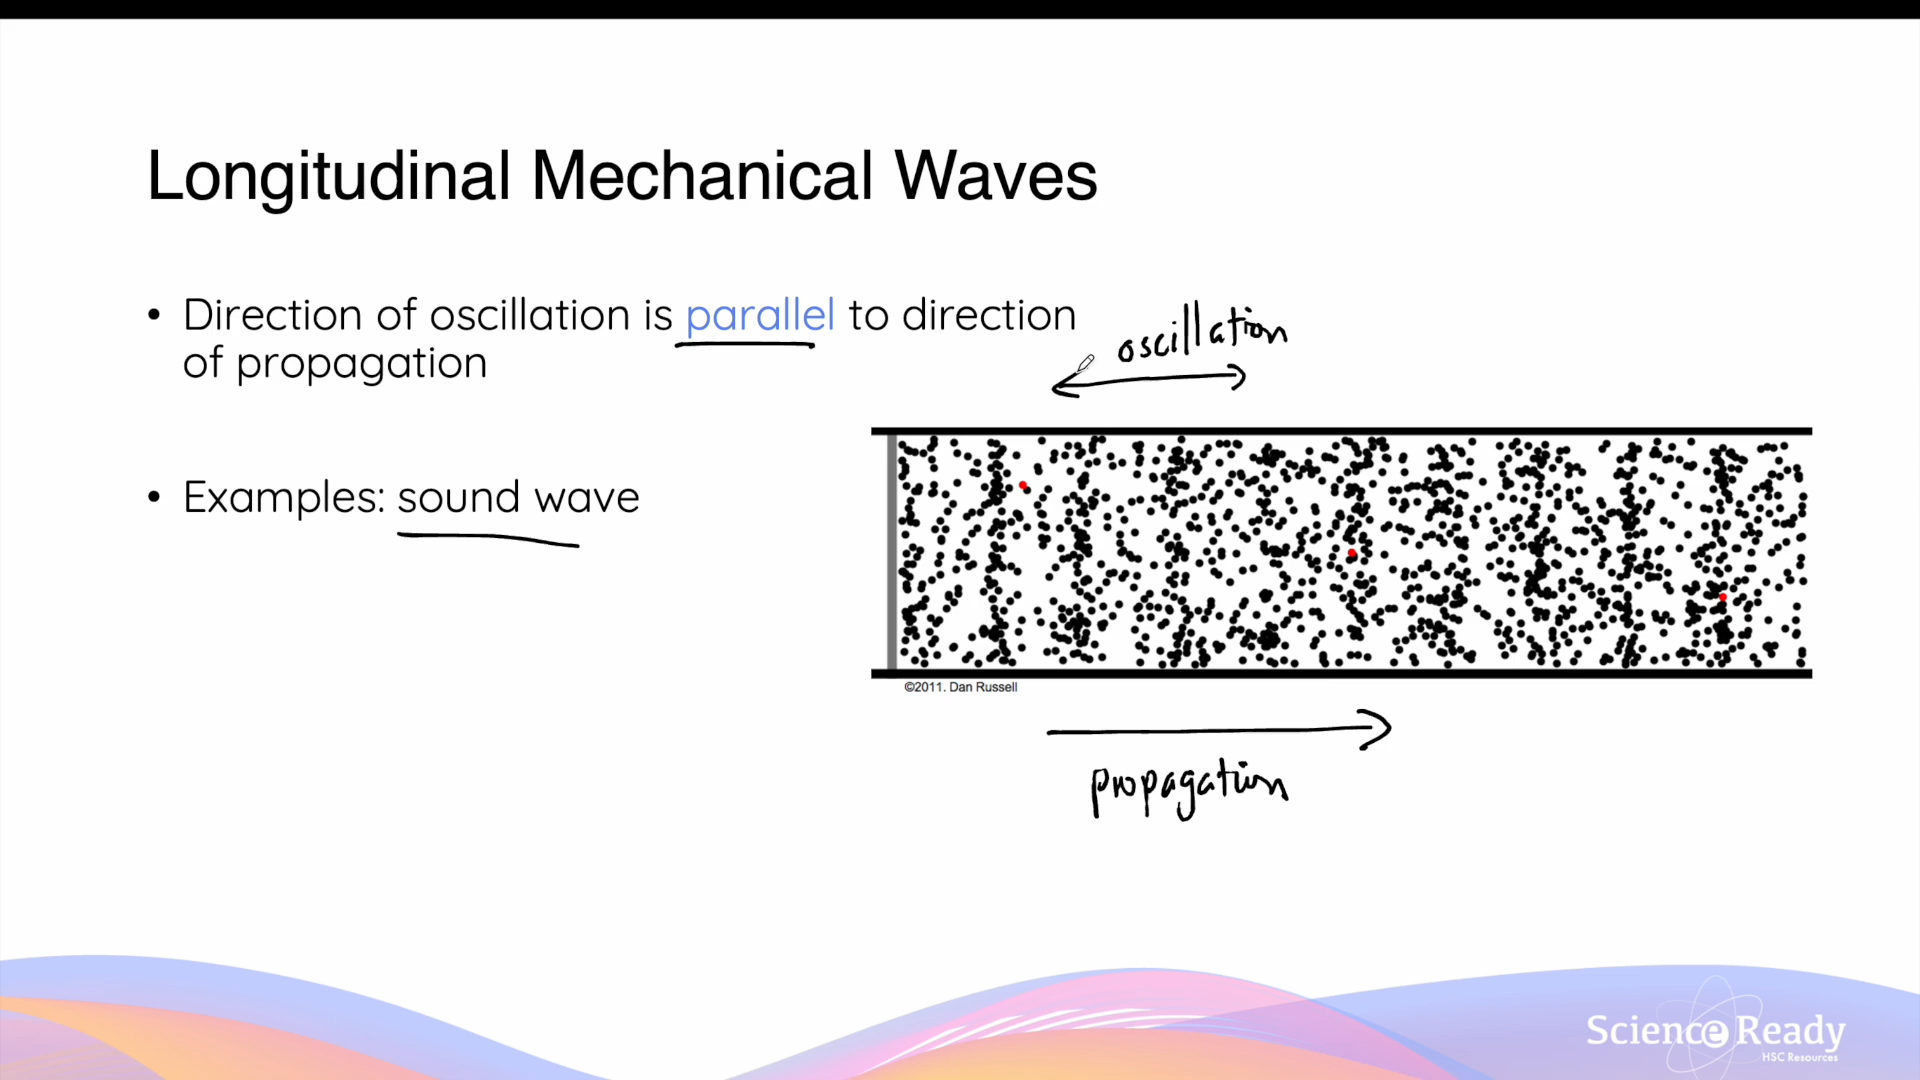 Longitudinal Mechanical Waves
• Direction of oscillation is parallel to direction
of propagation
oscillation
• Examples: sound wave
©2011. Dan Russell
propagation
Science Ready
HSC Resources